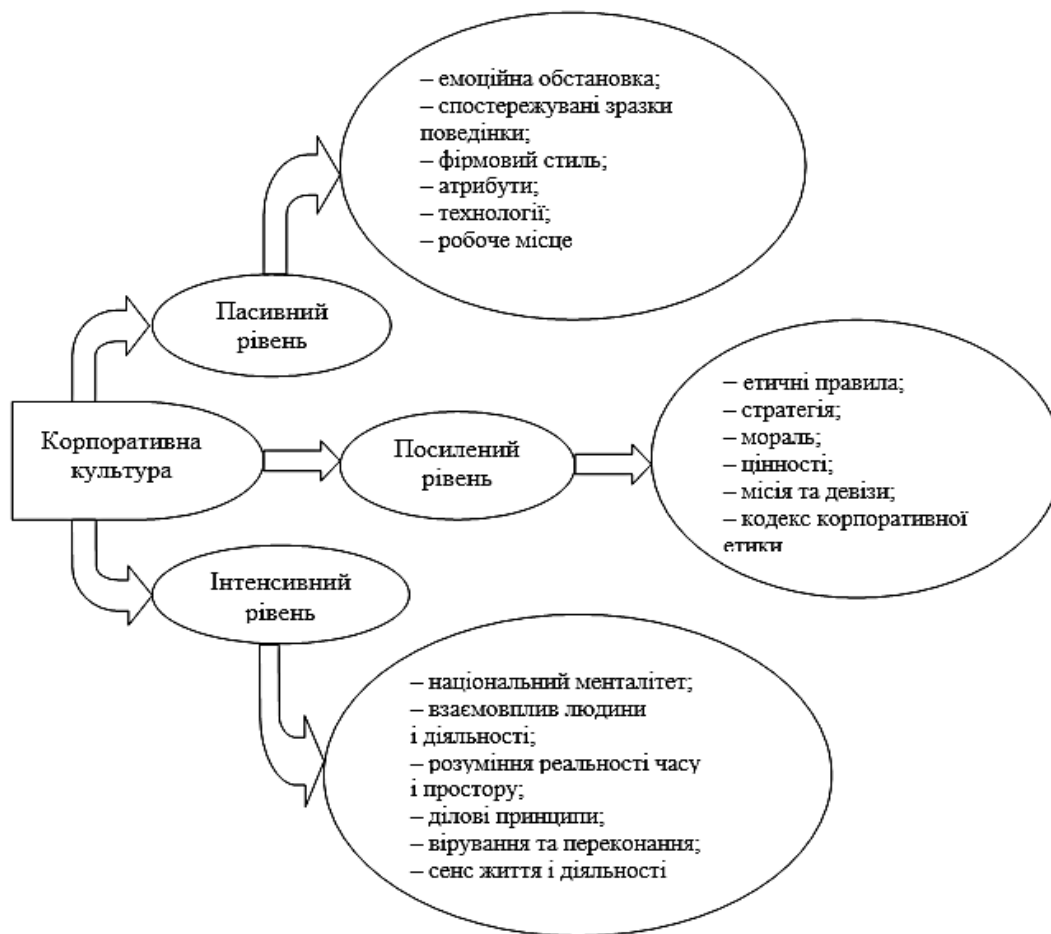 – емоційна обстановка;
– спостережувані зразки
поведінки;
– фірмовий стиль;
– атрибути;
– технології;
– робоче місце
Пасивний
рівень
Корпоративна
культура
Посилений
рівень
– етичні правила;
– стратегія;
– мораль;
– цінності;
– місія та девізи;
– кодекс корпоративної
етики
Інтенсивний
рівень
– національний менталітет;
– взаємовплив людини
і діяльності;
– розуміння реальності часу
і простору;
– ділові принципи;
– вірування та переконання;
– сенс життя і діяльності